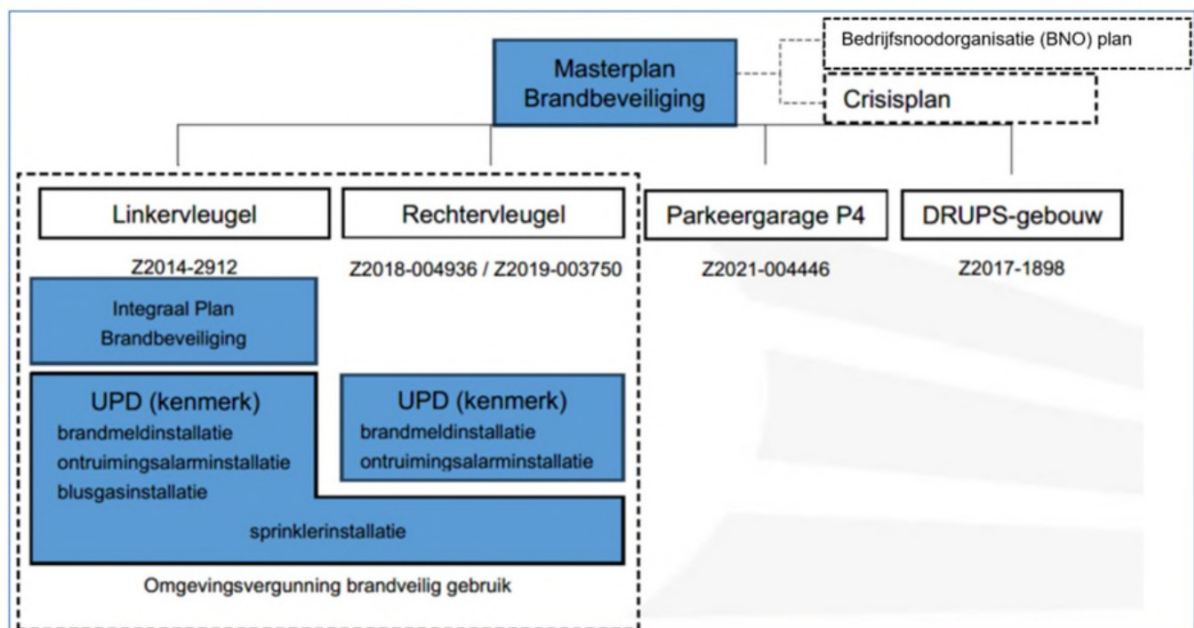 Masterplan
Brandbeveiliging
Bedrijfsnoodorganisatie (BNO) plan
Crisisplan
Linkervleugel
Rechtervleugel
Parkeergarage P4
DRUPS-gebouw
Z2014-2912
Z2018-004936 / Z2019-003750
Z2021-004446
Z2017-1898
Integraal Plan
Brandbeveiliging
UPD (kenmerk)
brandmeldinstallatie
ontruimingsalarminstallatie
blusgasinstallatie
UPD (kenmerk)
brandmeldinstallatie
ontruimingsalarminstallatie
sprinklerinstallatie
Omgevingsvergunning brandveilig gebruik